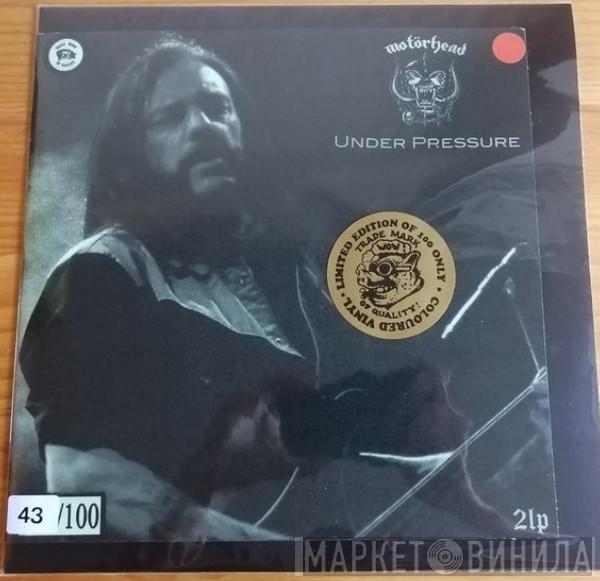 motörhead
UNDER PRESSURE
LIMITED EDITION OF 100 ONLY • COLOURED VINYL •
TRADE MARK
WOW!
OF QUALITY!
43 /100
2lp
МАРКЕТ ВИНИЛА